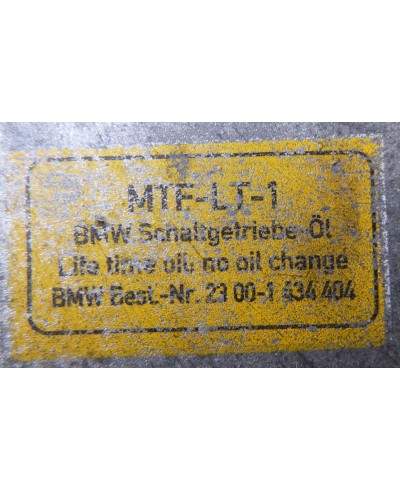 MTF-LT-1
BMW Schaltgetriebe-Öl
Life time oil: no oil change
BMW Best.-Nr. 23 00-1 434 404